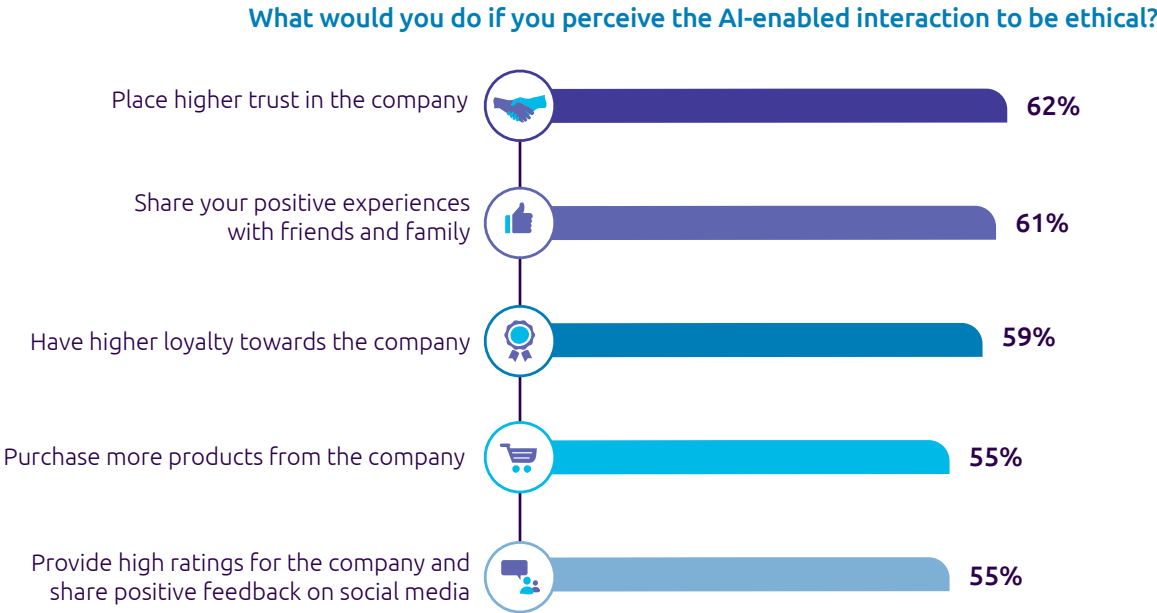 What would you do if you perceive the AI-enabled interaction to be ethical?
Place higher trust in the company
62%
Share your positive experiences
with friends and family
61%
Have higher loyalty towards the company
59%
Purchase more products from the company
55%
Provide high ratings for the company and
share positive feedback on social media
55%